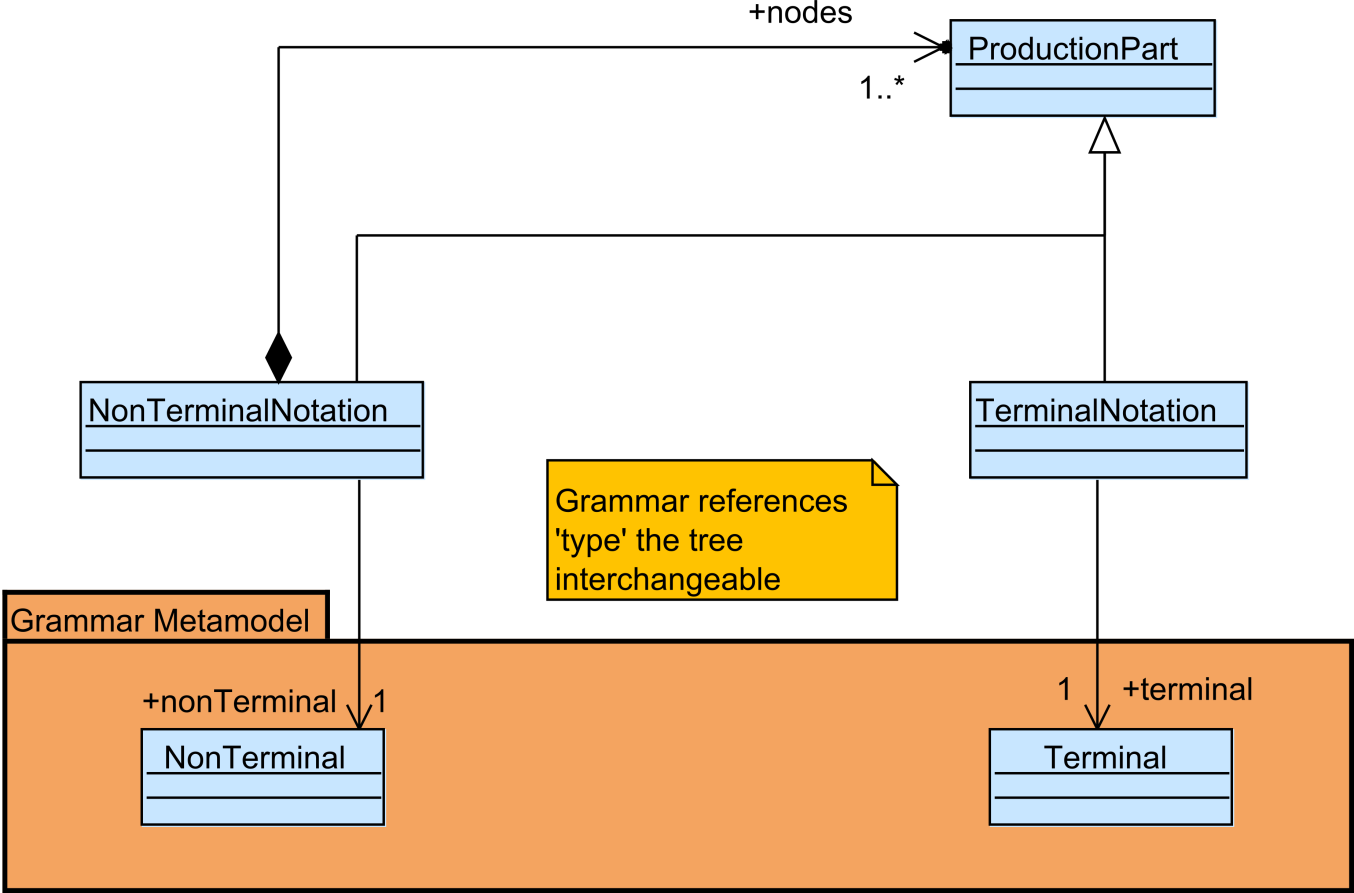 +nodes
ProductionPart
1..*
NonTerminalNotation
TerminalNotation
Grammar references
'type' the tree
interchangeable
Grammar Metamodel
+nonTerminal
1
1
+terminal
NonTerminal
Terminal